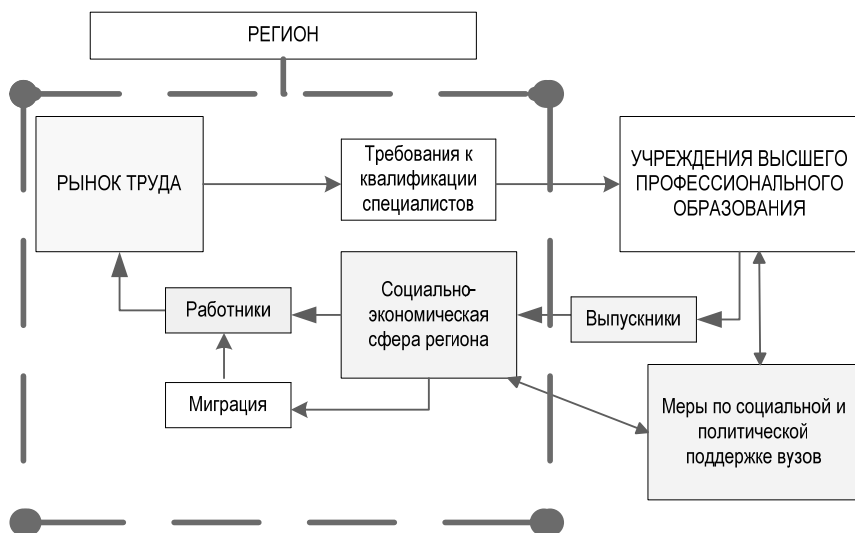 РЕГИОН
РЫНОК ТРУДА
Требования к
квалификации
специалистов
УЧРЕЖДЕНИЯ ВЫСШЕГО
ПРОФЕССИОНАЛЬНОГО
ОБРАЗОВАНИЯ
Работники
Социально-
экономическая
сфера региона
Выпускники
Миграция
Меры по социальной и
политической
поддержке вузов